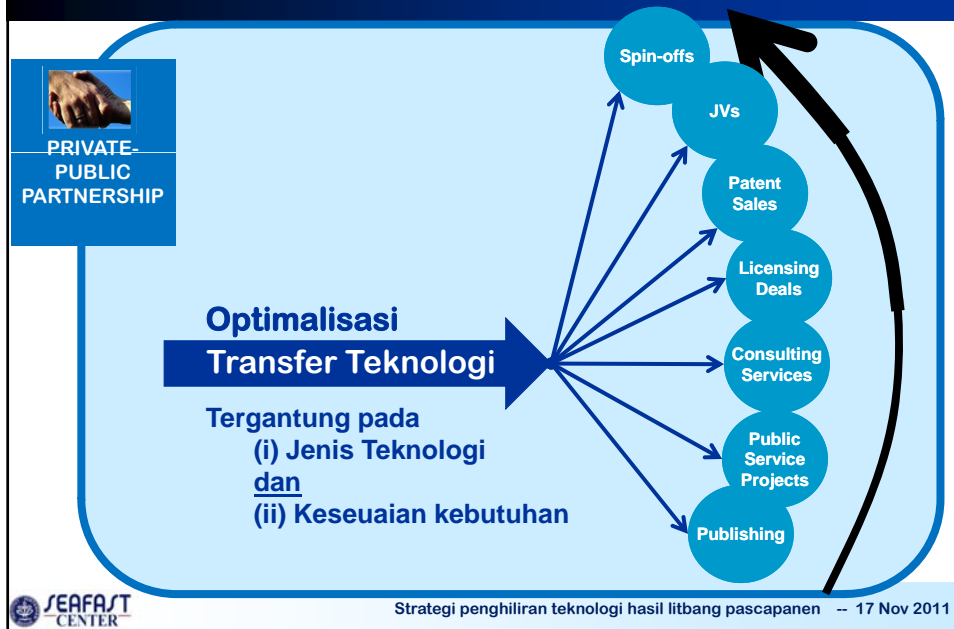 PRIVATE-
PUBLIC
PARTNERSHIP
Spin-offs
JVs
Patent
Sales
Licensing
Deals
Consulting
Services
Public
Service
Projects
Publishing
Optimalisasi
Transfer Teknologi
Tergantung pada
(i) Jenis Teknologi
dan
(ii) Keseuaian kebutuhan
SEAFAST
CENTER
Strategi penghiliran teknologi hasil litbang pascapanen -- 17 Nov 2011